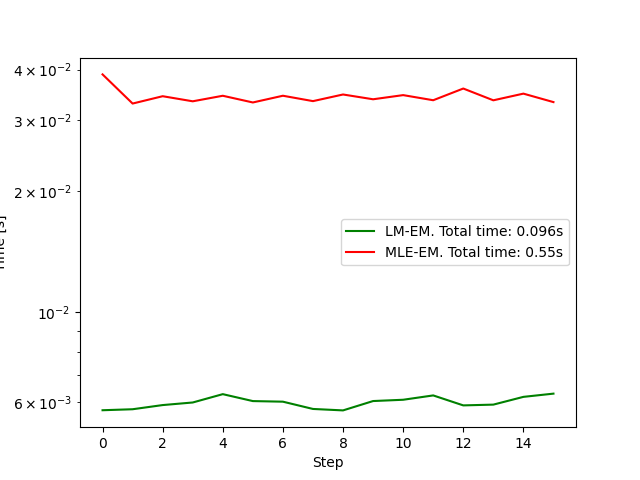 4 × 10⁻²
3 × 10⁻²
2 × 10⁻²
10⁻²
6 × 10⁻³
Time [s]
LM-EM. Total time: 0.096s
MLE-EM. Total time: 0.55s
0 2 4 6 8 10 12 14
Step